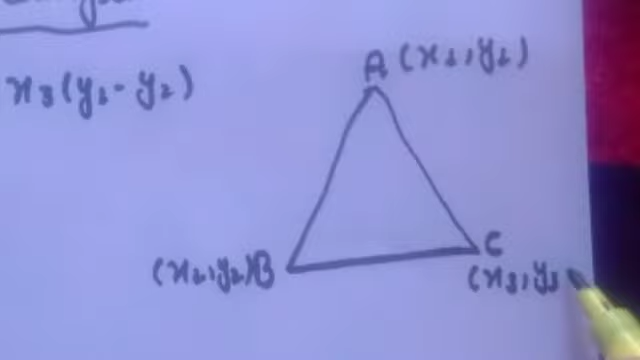 x₃(y₁ - y₂)
A (x₁, y₁)
(x₂, y₂) B
C
(x₃, y₃